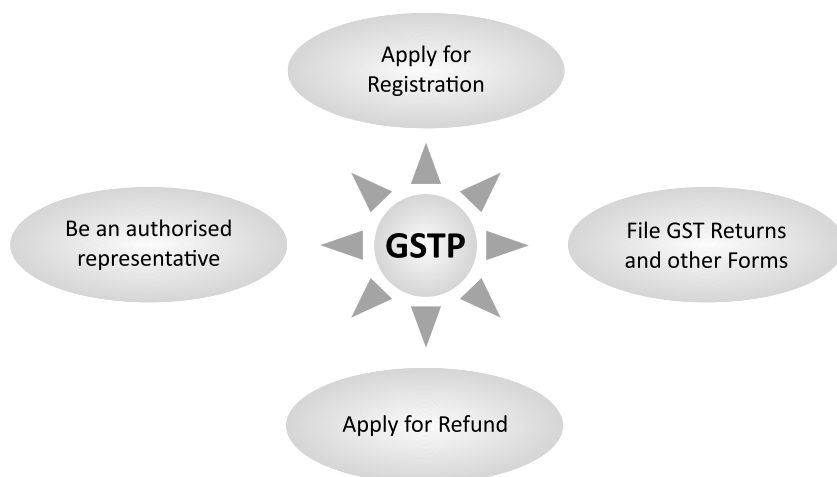 Apply for
Registration
Be an authorised
representative
GSTP
File GST Returns
and other Forms
Apply for Refund